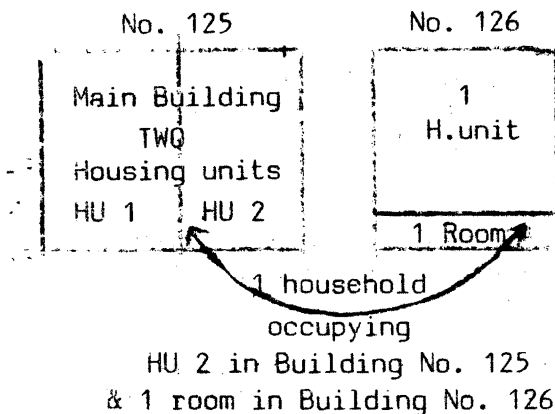 No. 125
No. 126
Main Building
TWO
Housing units
HU 1 HU 2
1
H.unit
1 Room
1 household
occupying
HU 2 in Building No. 125
& 1 room in Building No. 126